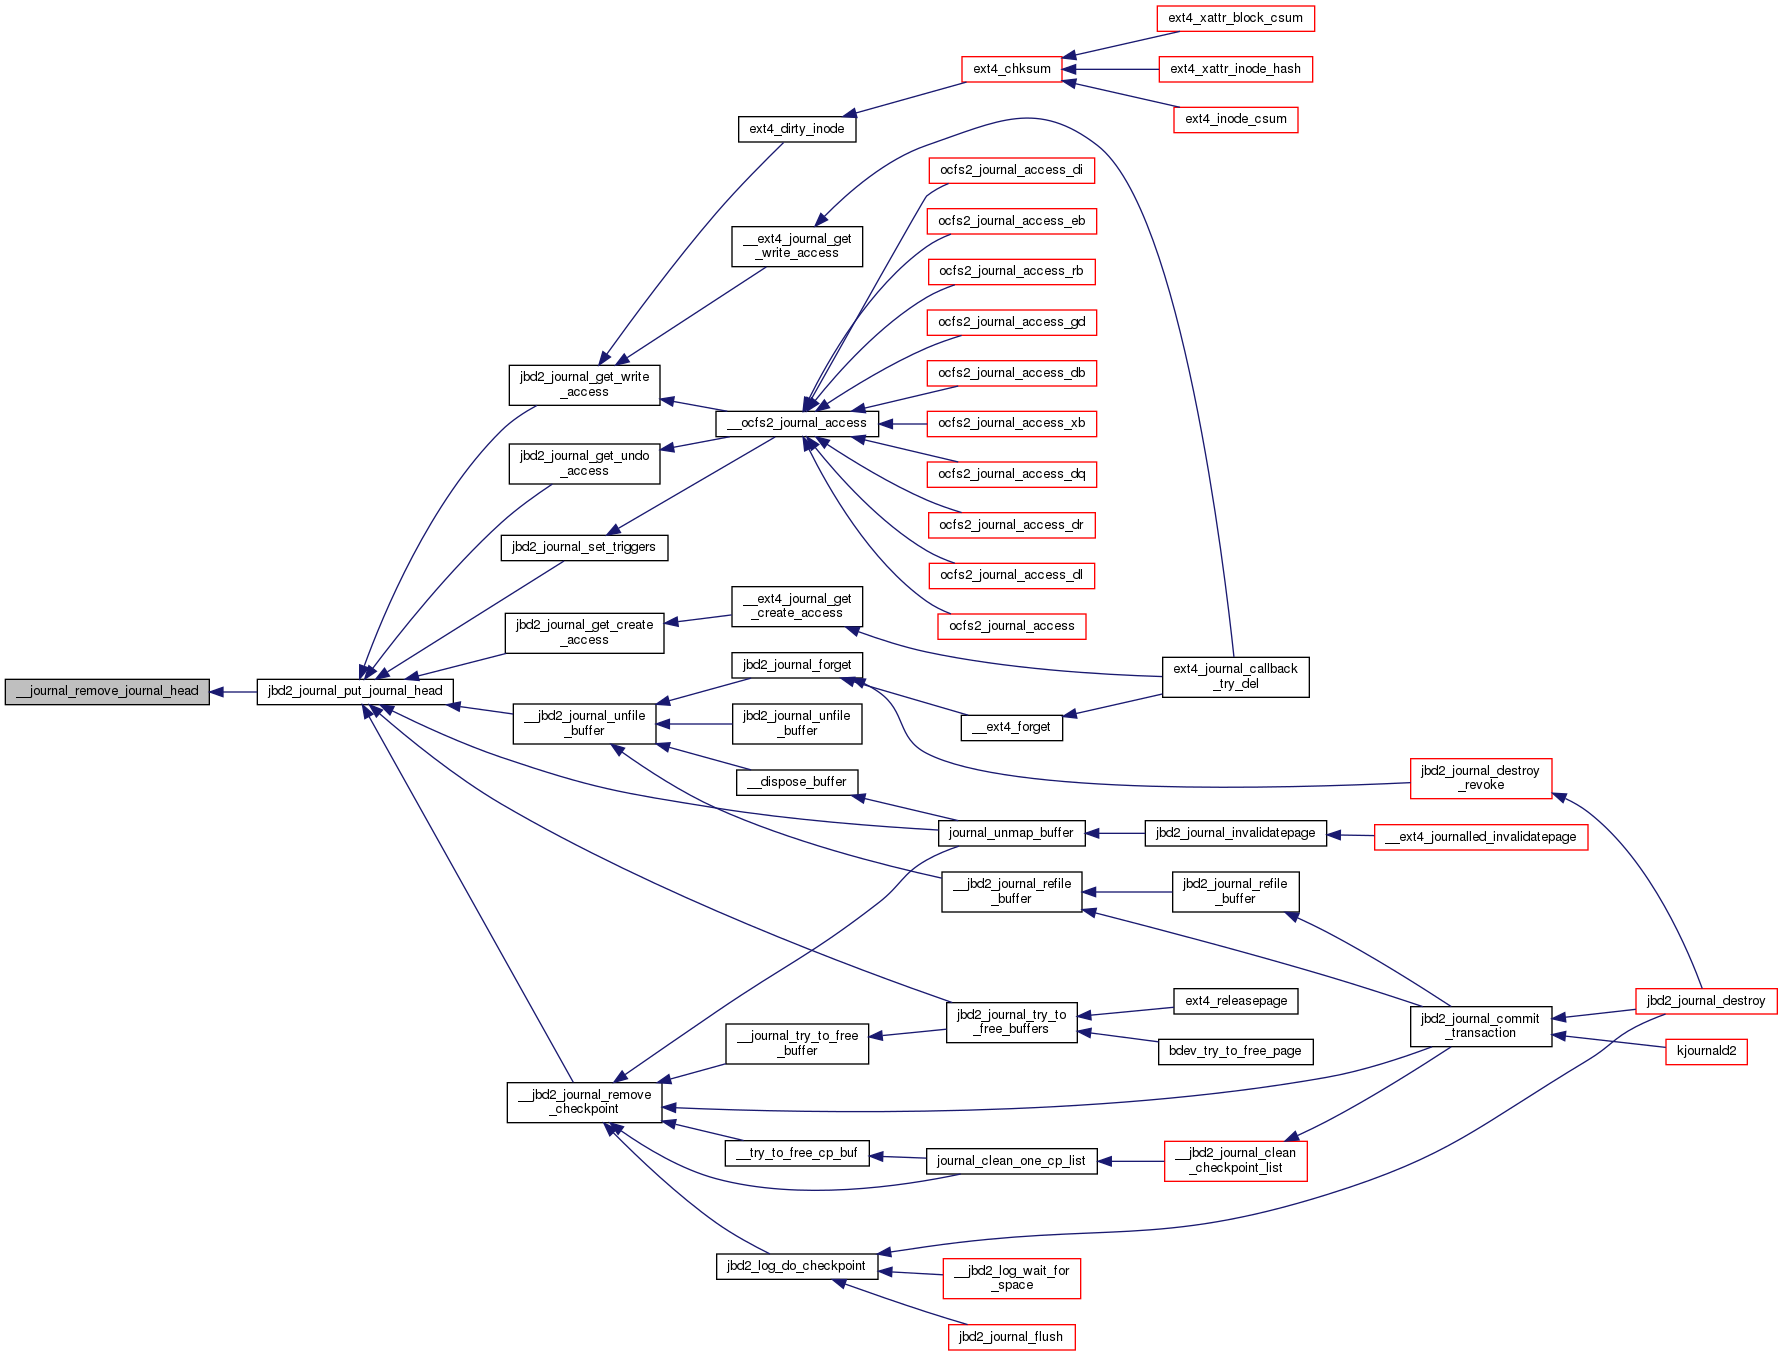 ext4_xattr_block_csum
ext4_chksum
ext4_xattr_inode_hash
ext4_inode_csum
ext4_dirty_inode
ocfs2_journal_access_di
ocfs2_journal_access_eb
__ext4_journal_get
_write_access
ocfs2_journal_access_rb
ocfs2_journal_access_gd
jbd2_journal_get_write
_access
ocfs2_journal_access_db
__ocfs2_journal_access
ocfs2_journal_access_xb
jbd2_journal_get_undo
_access
ocfs2_journal_access_dq
ocfs2_journal_access_dr
jbd2_journal_set_triggers
ocfs2_journal_access_dl
__ext4_journal_get
_create_access
jbd2_journal_get_create
_access
ocfs2_journal_access
jbd2_journal_forget
ext4_journal_callback
_try_del
__journal_remove_journal_head
jbd2_journal_put_journal_head
__jbd2_journal_unfile
_buffer
jbd2_journal_unfile
_buffer
__ext4_forget
__dispose_buffer
jbd2_journal_destroy
_revoke
journal_unmap_buffer
jbd2_journal_invalidatepage
__ext4_journalled_invalidatepage
__jbd2_journal_refile
_buffer
jbd2_journal_refile
_buffer
jbd2_journal_try_to
_free_buffers
ext4_releasepage
jbd2_journal_destroy
__journal_try_to_free
_buffer
bdev_try_to_free_page
jbd2_journal_commit
_transaction
kjournald2
__jbd2_journal_remove
_checkpoint
__try_to_free_cp_buf
journal_clean_one_cp_list
__jbd2_journal_clean
_checkpoint_list
jbd2_log_do_checkpoint
__jbd2_log_wait_for
_space
jbd2_journal_flush